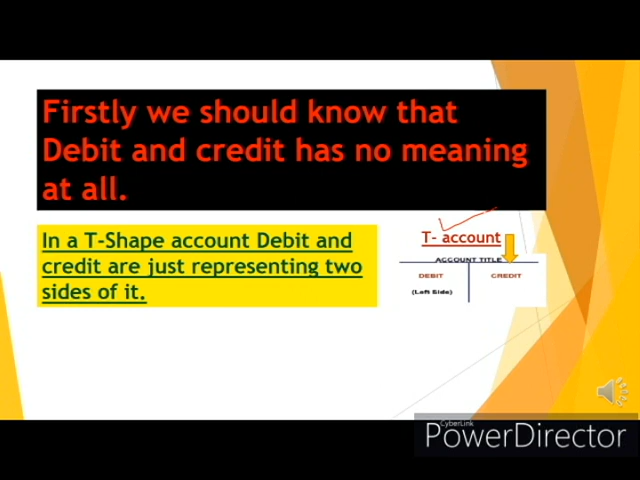 Firstly we should know that
Debit and credit has no meaning
at all.
In a T-Shape account Debit and
credit are just representing two
sides of it.
T- account
ACCOUNT TITLE
DEBIT CREDIT
(Left Side)
CyberLink
PowerDirector